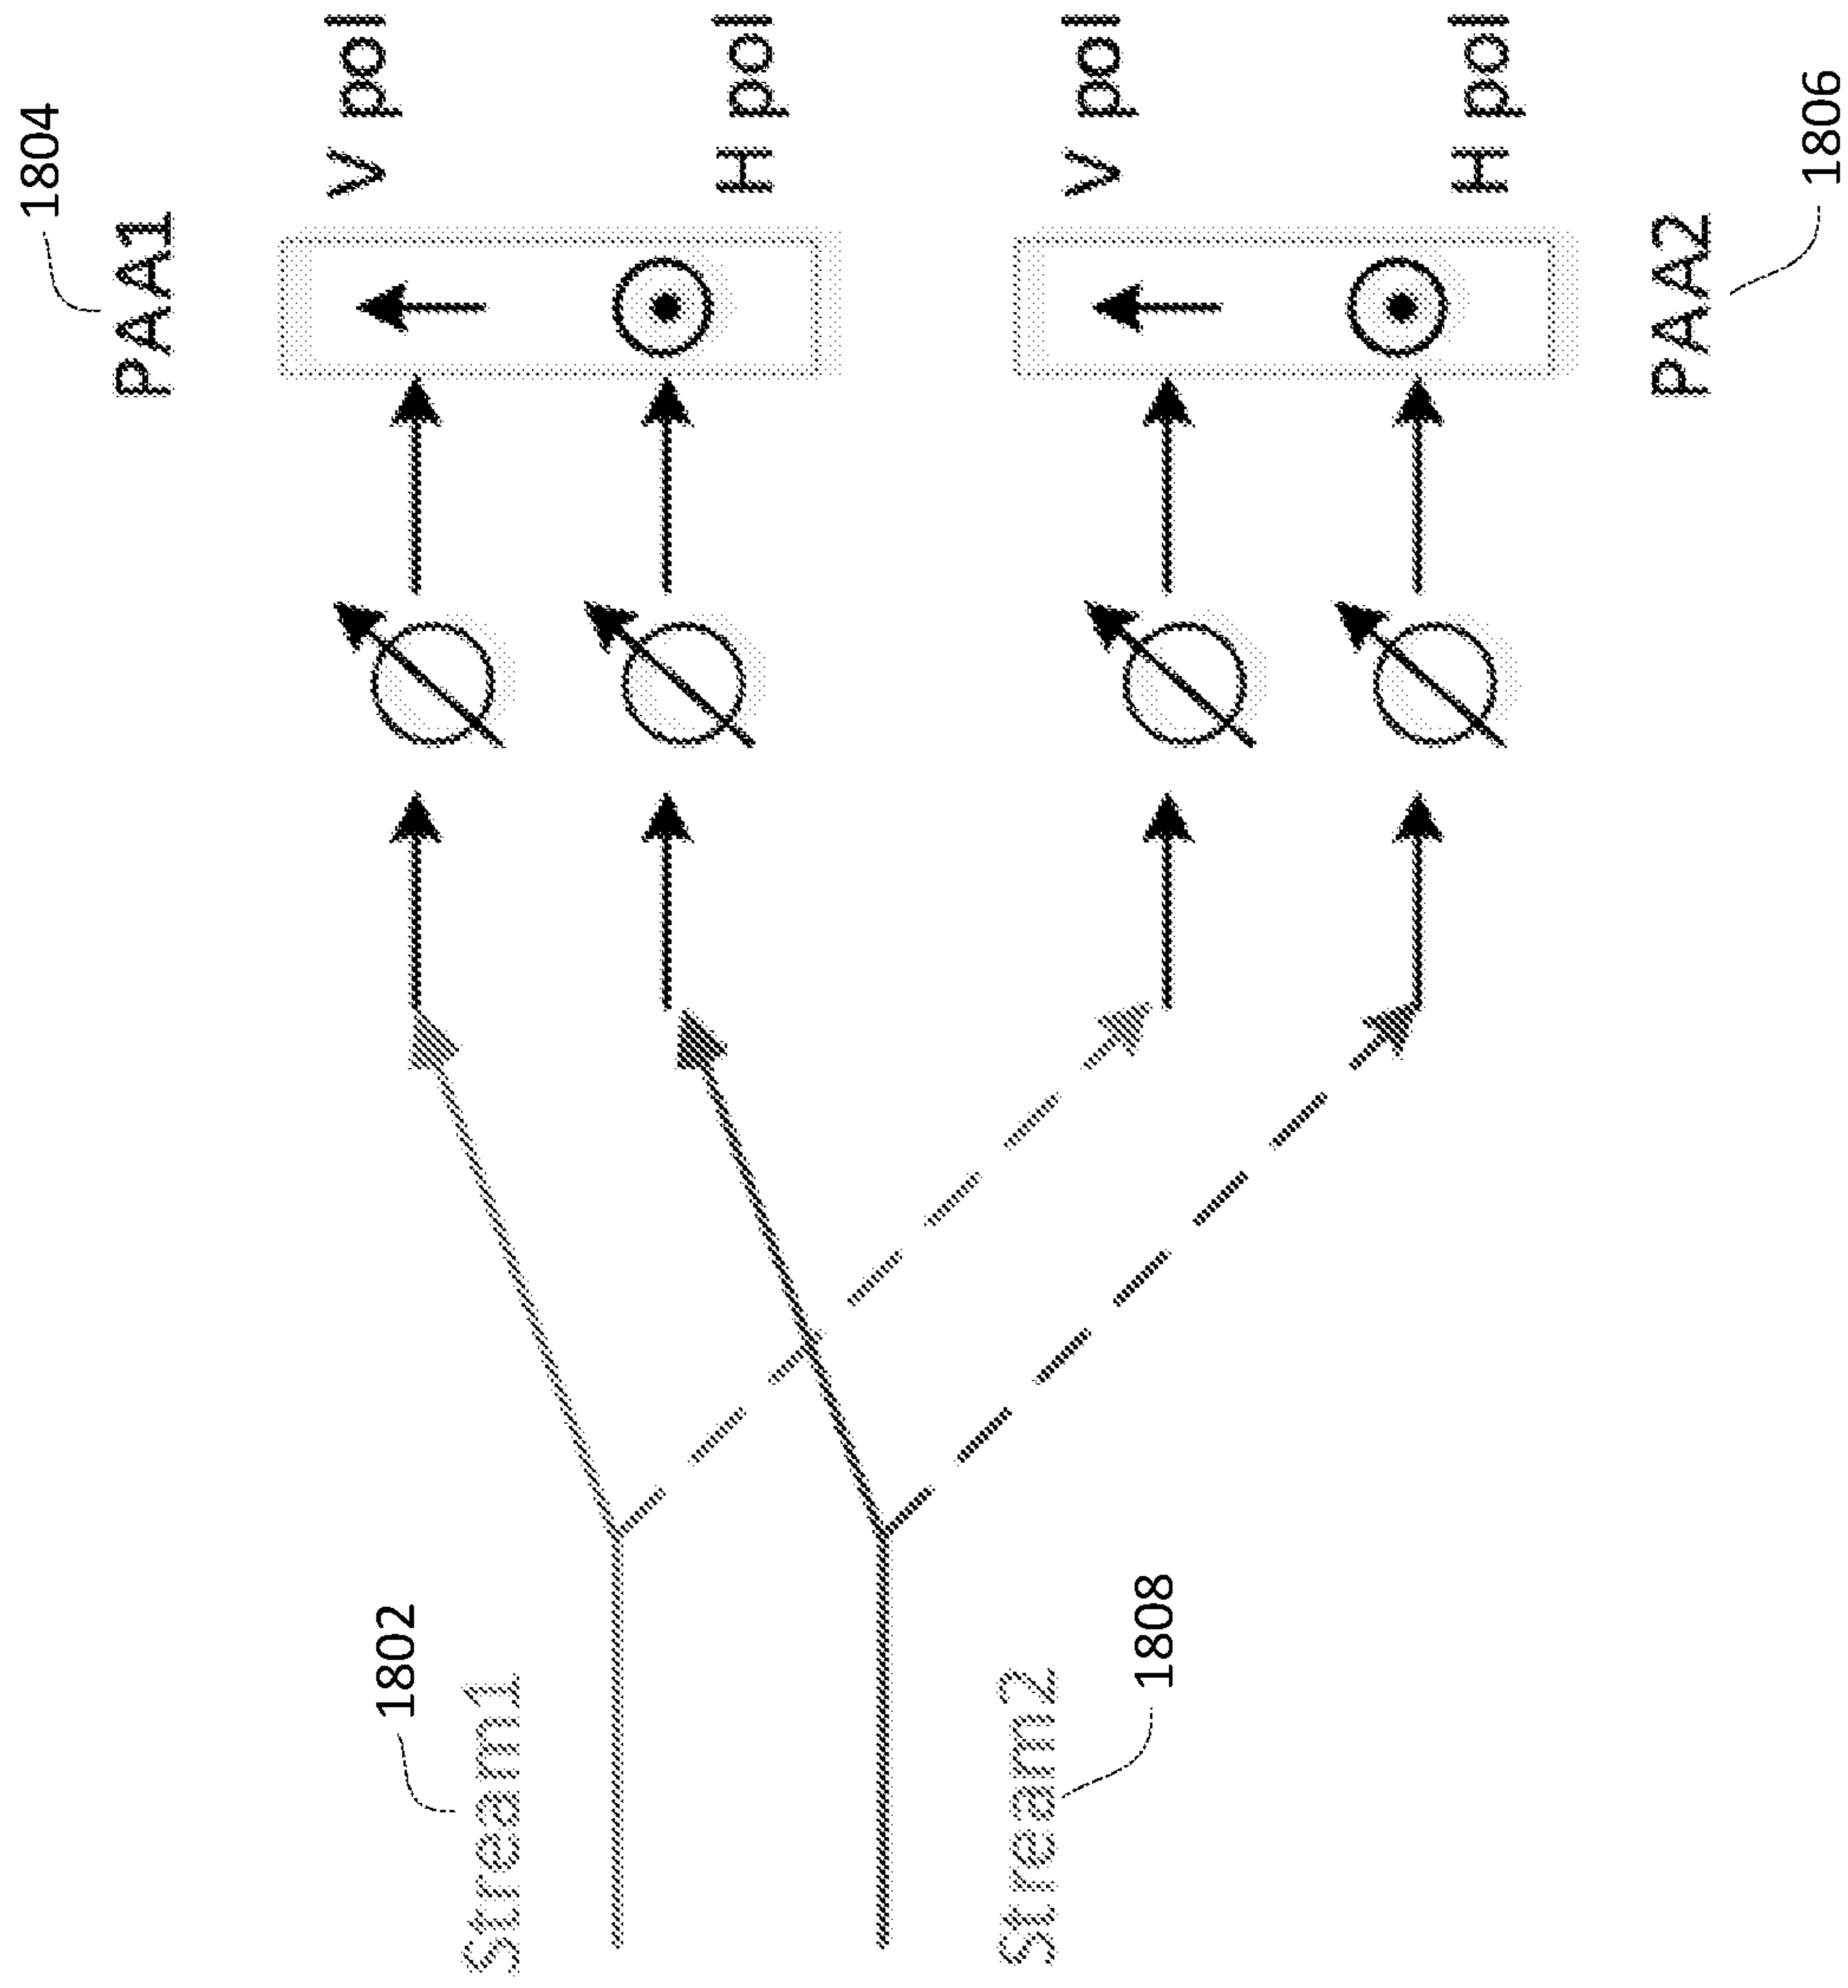 1804
PAA1
V pol
H pol
V pol
H pol
PAA2
1806
1802
Stream1
Stream2
1808